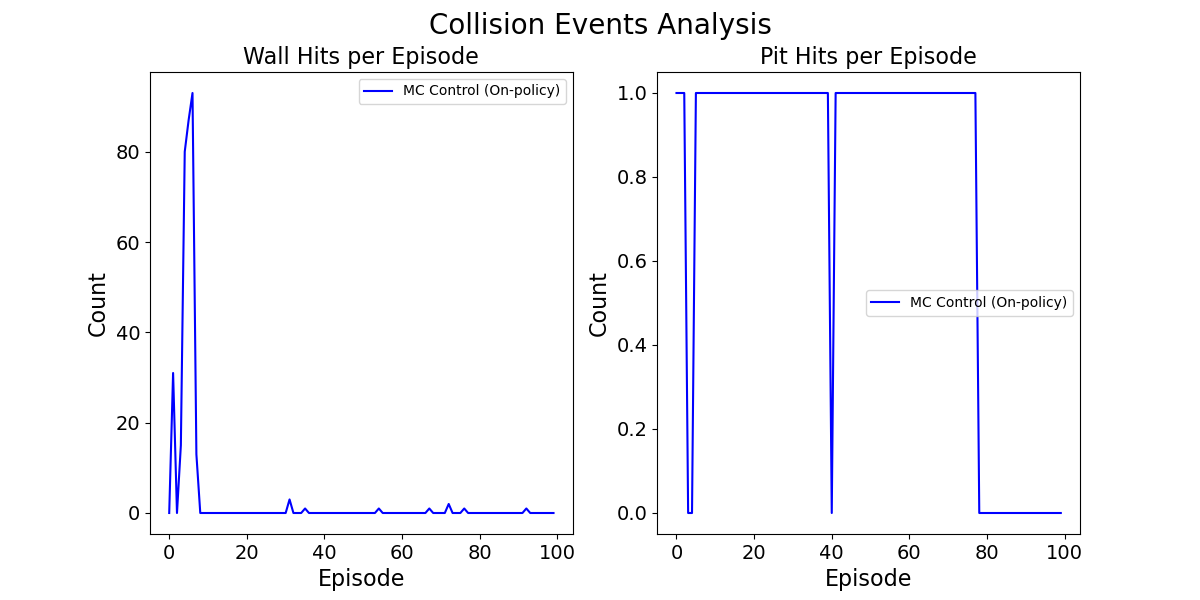 Collision Events Analysis
Wall Hits per Episode
MC Control (On-policy)
Count
80
60
40
20
0
0 20 40 60 80 100
Episode
Pit Hits per Episode
MC Control (On-policy)
Count
1.0
0.8
0.6
0.4
0.2
0.0
0 20 40 60 80 100
Episode